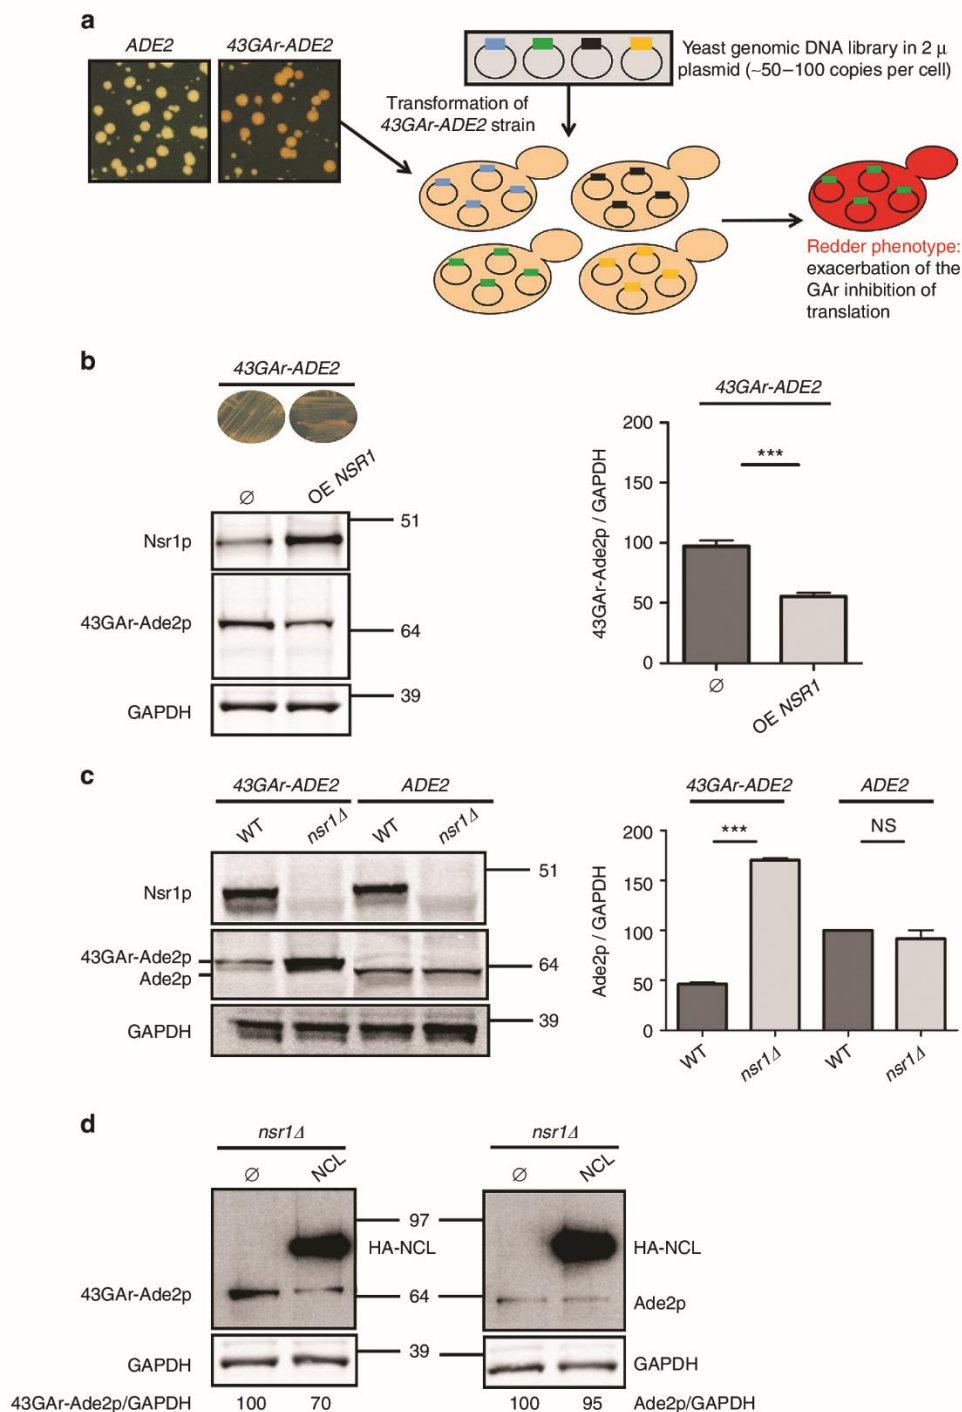 a
ADE2 43GAr-ADE2
Yeast genomic DNA library in 2 μ
plasmid (~50–100 copies per cell)
Transformation of
43GAr-ADE2 strain
Redder phenotype:
exacerbation of the
GAr inhibition of
translation
b
43GAr-ADE2
∅ OE NSR1
Nsr1p
51
43GAr-Ade2p
64
GAPDH
39
43GAr-ADE2
43GAr-Ade2p / GAPDH
200
150
100
50
0
***
∅ OE NSR1
c
43GAr-ADE2 ADE2
WT nsr1Δ WT nsr1Δ
Nsr1p
51
43GAr-Ade2p
Ade2p
64
GAPDH
39
43GAr-ADE2 ADE2
Ade2p / GAPDH
200
150
100
50
0
*** NS
WT nsr1Δ WT nsr1Δ
d
nsr1Δ nsr1Δ
∅ NCL ∅ NCL
97
HA-NCL HA-NCL
43GAr-Ade2p 64 Ade2p
39
GAPDH GAPDH
43GAr-Ade2p/GAPDH 100 70 100 95 Ade2p/GAPDH